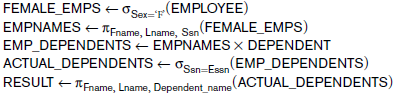 FEMALE_EMPS ← σSex='F'(EMPLOYEE)
EMPNAMES ← πFname, Lname, Ssn(FEMALE_EMPS)
EMP_DEPENDENTS ← EMPNAMES × DEPENDENT
ACTUAL_DEPENDENTS ← σSsn=Essn(EMP_DEPENDENTS)
RESULT ← πFname, Lname, Dependent_name(ACTUAL_DEPENDENTS)